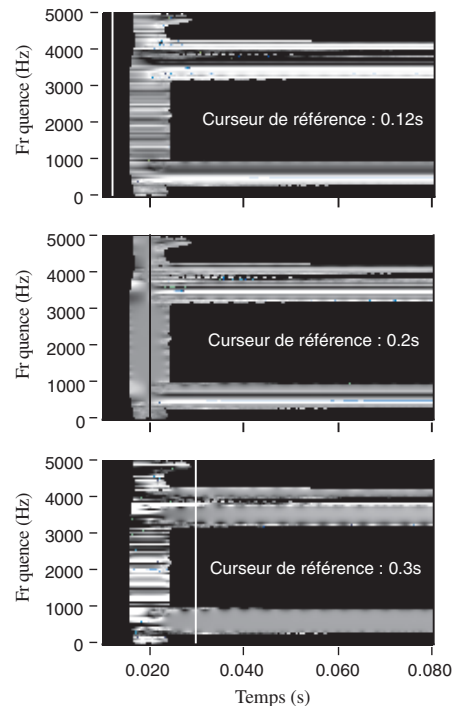 5000
4000
3000
2000
1000
0
Fr quence (Hz)
Curseur de référence : 0.12s
5000
4000
3000
2000
1000
0
Fr quence (Hz)
Curseur de référence : 0.2s
5000
4000
3000
2000
1000
0
Fr quence (Hz)
Curseur de référence : 0.3s
0.020 0.040 0.060 0.080
Temps (s)